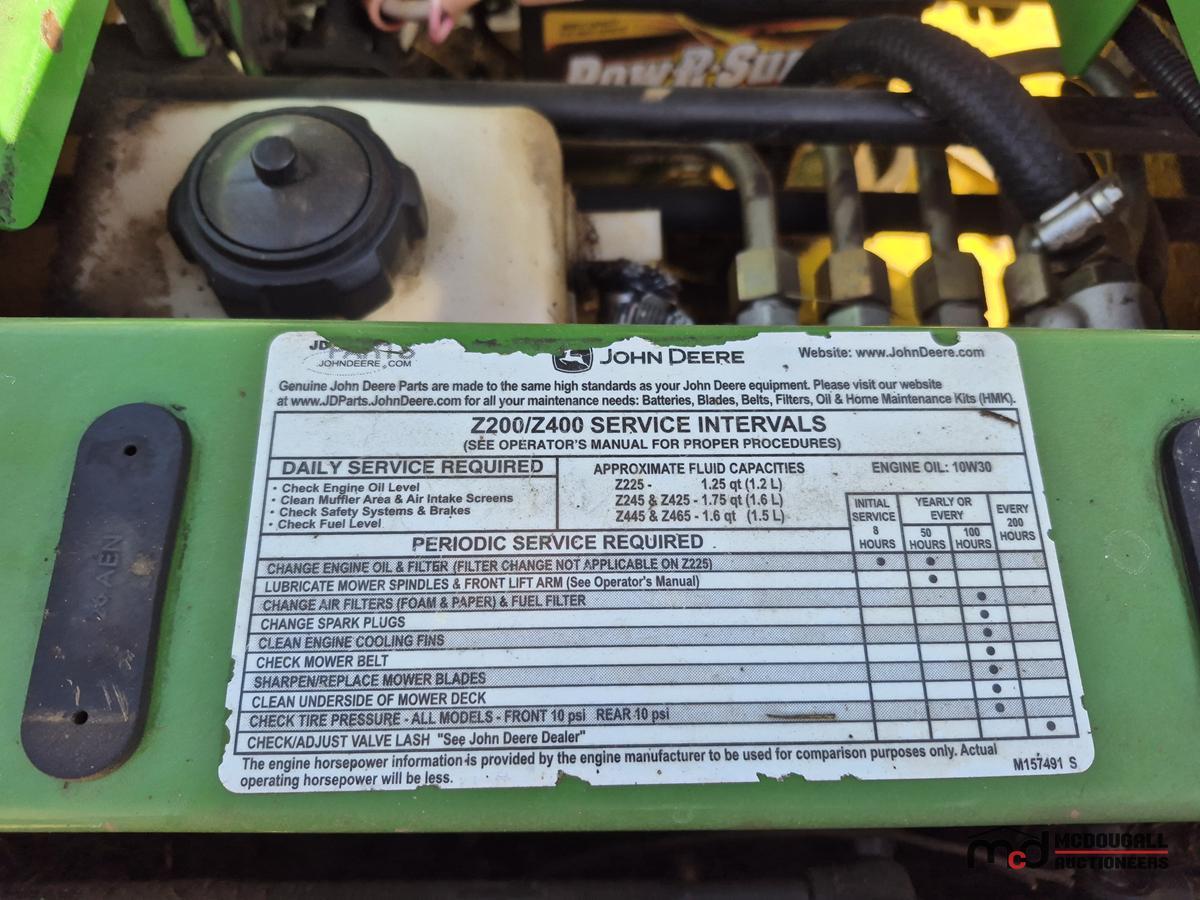 Pow-R-Su
JD PARTS
JOHNDEERE.COM
JOHN DEERE
Website: www.JohnDeere.com
Genuine John Deere Parts are made to the same high standards as your John Deere equipment. Please visit our website
at www.JDParts.JohnDeere.com for all your maintenance needs: Batteries, Blades, Belts, Filters, Oil & Home Maintenance Kits (HMK).
Z200/Z400 SERVICE INTERVALS
(SEE OPERATOR'S MANUAL FOR PROPER PROCEDURES)
DAILY SERVICE REQUIRED
· Check Engine Oil Level
· Clean Muffler Area & Air Intake Screens
· Check Safety Systems & Brakes
· Check Fuel Level
APPROXIMATE FLUID CAPACITIES
Z225 - 1.25 qt (1.2 L)
Z245 & Z425 - 1.75 qt (1.6 L)
Z445 & Z465 - 1.6 qt (1.5 L)
ENGINE OIL: 10W30
INITIAL
SERVICE
8
HOURS
YEARLY OR
EVERY
50
HOURS
100
HOURS
EVERY
200
HOURS
PERIODIC SERVICE REQUIRED
CHANGE ENGINE OIL & FILTER (FILTER CHANGE NOT APPLICABLE ON Z225)
LUBRICATE MOWER SPINDLES & FRONT LIFT ARM (See Operator's Manual)
CHANGE AIR FILTERS (FOAM & PAPER) & FUEL FILTER
CHANGE SPARK PLUGS
CLEAN ENGINE COOLING FINS
CHECK MOWER BELT
SHARPEN/REPLACE MOWER BLADES
CLEAN UNDERSIDE OF MOWER DECK
CHECK TIRE PRESSURE - ALL MODELS - FRONT 10 psi REAR 10 psi
CHECK/ADJUST VALVE LASH "See John Deere Dealer"
The engine horsepower information is provided by the engine manufacturer to be used for comparison purposes only. Actual
operating horsepower will be less.
M157491 S
mcd
MCDOUGALL
AUCTIONEERS